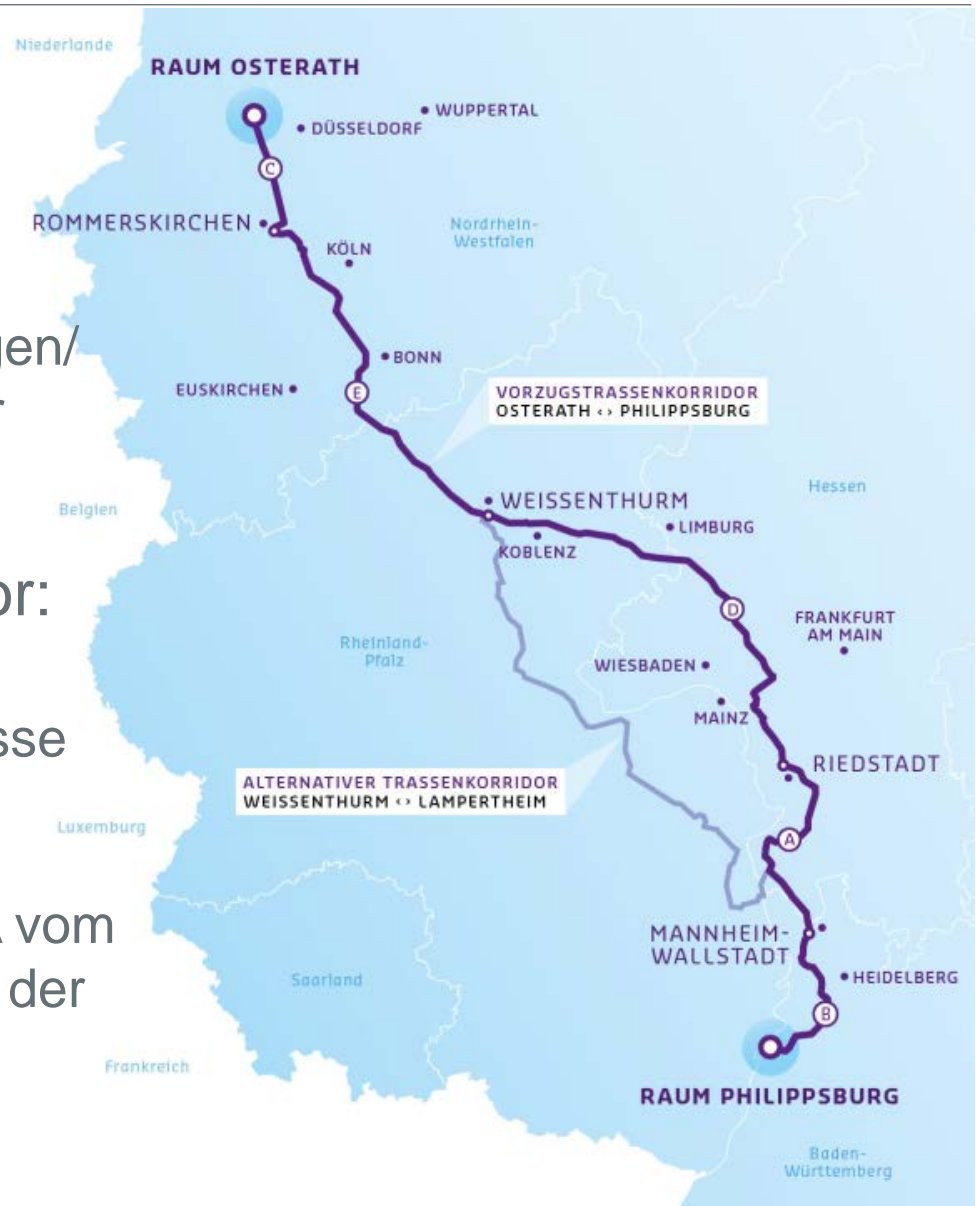 Niederlande
RAUM OSTERATH
WUPPERTAL
DÜSSELDORF
C
ROMMERSKIRCHEN
Nordrhein-
Westfalen
KÖLN
BONN
EUSKIRCHEN
E
VORZUGSTRASSENKORRIDOR
OSTERATH <> PHILIPPSBURG
Hessen
Belgien
WEISSENTHURM
LIMBURG
KOBLENZ
D
FRANKFURT
AM MAIN
Rheinland-
Pfalz
WIESBADEN
MAINZ
RIEDSTADT
ALTERNATIVER TRASSENKORRIDOR
WEISSENTHURM <> LAMPERTHEIM
Luxemburg
A
vom
der
MANNHEIM-
WALLSTADT
HEIDELBERG
Saarland
B
Frankreich
RAUM PHILIPPSBURG
Baden-
Württemberg